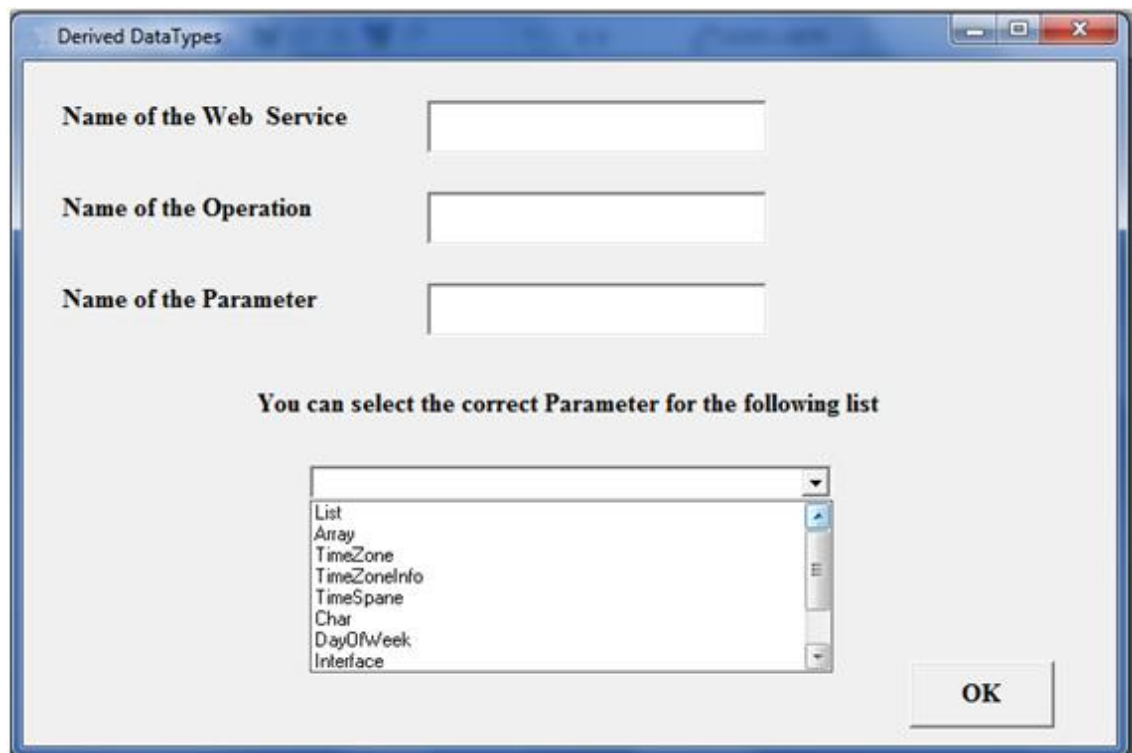 Derived DataTypes
Name of the Web Service
Name of the Operation
Name of the Parameter
You can select the correct Parameter for the following list
List
Array
TimeZone
TimeZoneInfo
TimeSpane
Char
DayOfWeek
Interface
OK